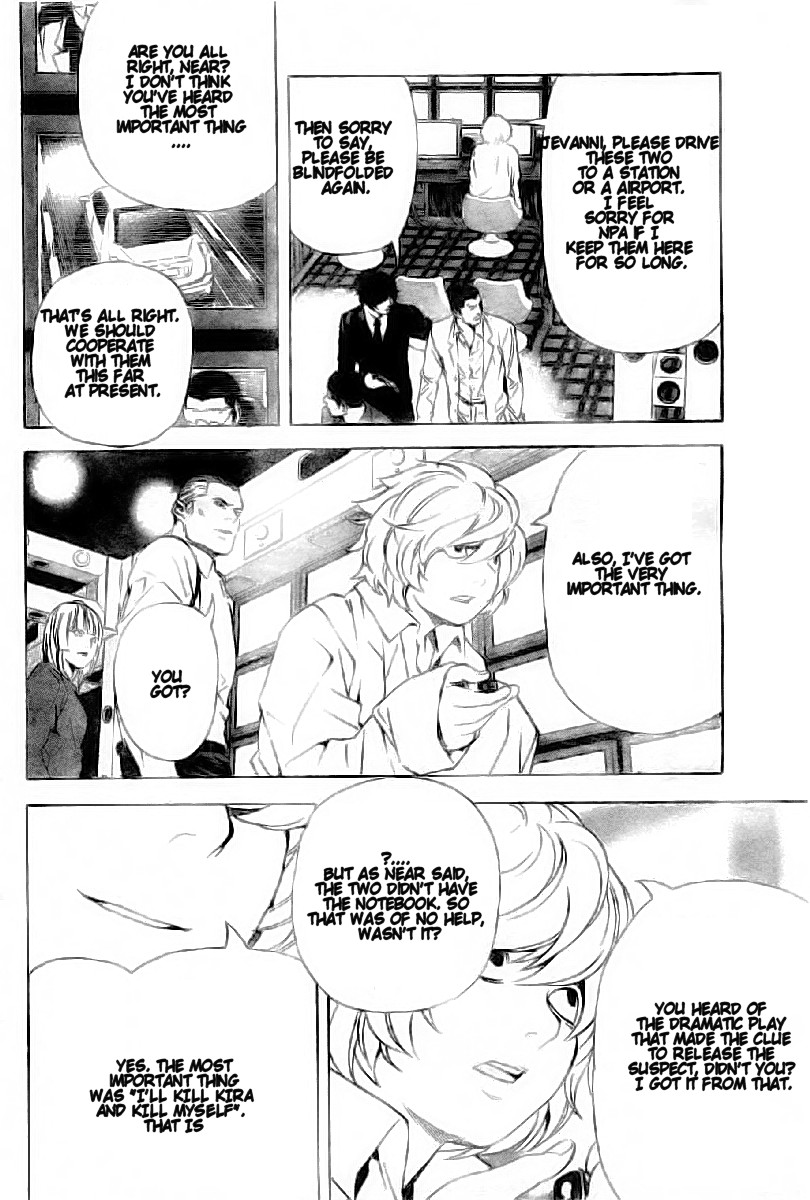 JEVANNI, PLEASE DRIVE
THESE TWO
TO A STATION
OR A AIRPORT.
I FEEL
SORRY FOR
NPA IF I
KEEP THEM HERE
FOR SO LONG.
THEN SORRY
TO SAY,
PLEASE BE
BLINDFOLDED
AGAIN.
ARE YOU ALL
RIGHT, NEAR?
I DON'T THINK
YOU'VE HEARD
THE MOST
IMPORTANT THING
....
THAT'S ALL RIGHT.
WE SHOULD
COOPERATE
WITH THEM
THIS FAR
AT PRESENT.
ALSO, I'VE GOT
THE VERY
IMPORTANT THING.
YOU
GOT?
YOU HEARD OF
THE DRAMATIC PLAY
THAT MADE THE CLUE
TO RELEASE THE
SUSPECT, DIDN'T YOU?
I GOT IT FROM THAT.
?....
BUT AS NEAR SAID,
THE TWO DIDN'T HAVE
THE NOTEBOOK. SO
THAT WAS OF NO HELP,
WASN'T IT?
YES. THE MOST
IMPORTANT THING
WAS "I'LL KILL KIRA
AND KILL MYSELF".
THAT IS